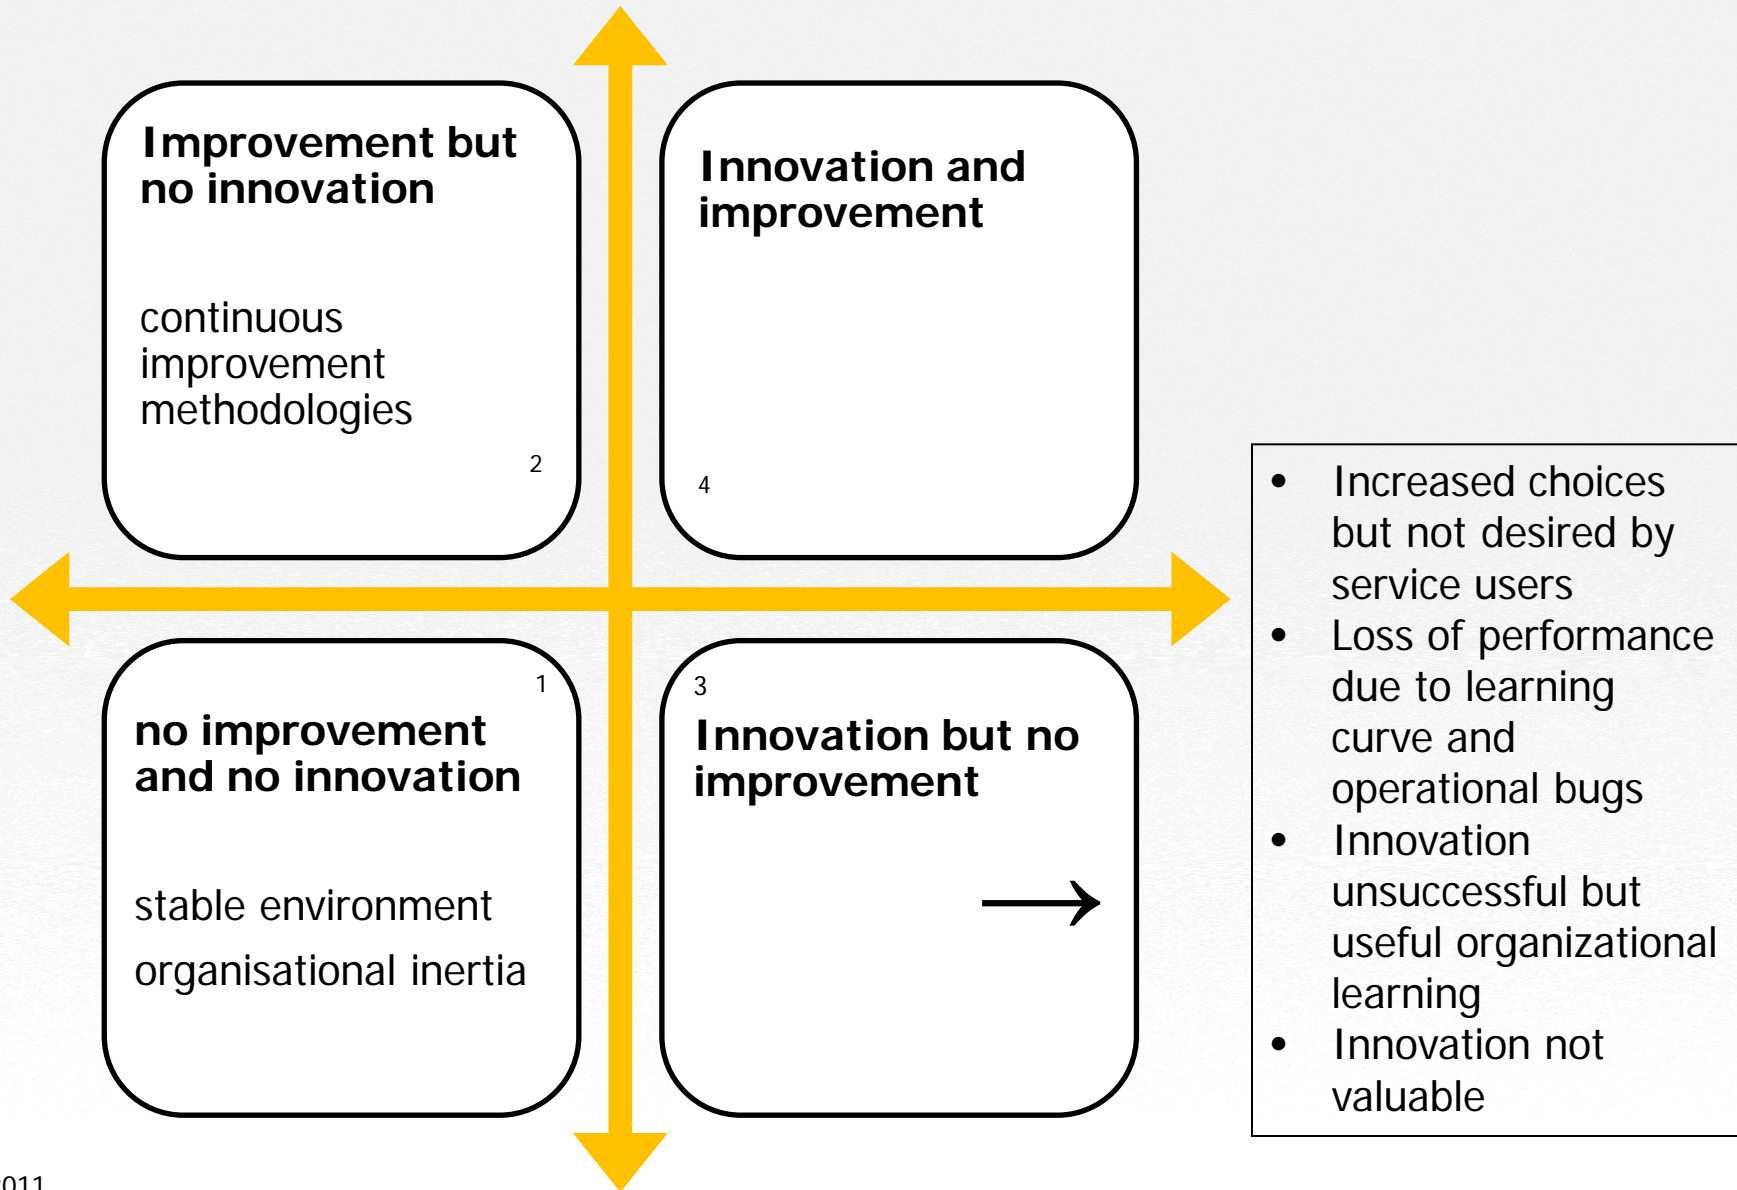 Improvement but
no innovation
continuous
improvement
methodologies
2
Innovation and
improvement
4
1
no improvement
and no innovation
stable environment
organisational inertia
3
Innovation but no
improvement
→
• Increased choices
but not desired by
service users
• Loss of performance
due to learning
curve and
operational bugs
• Innovation
unsuccessful but
useful organizational
learning
• Innovation not
valuable